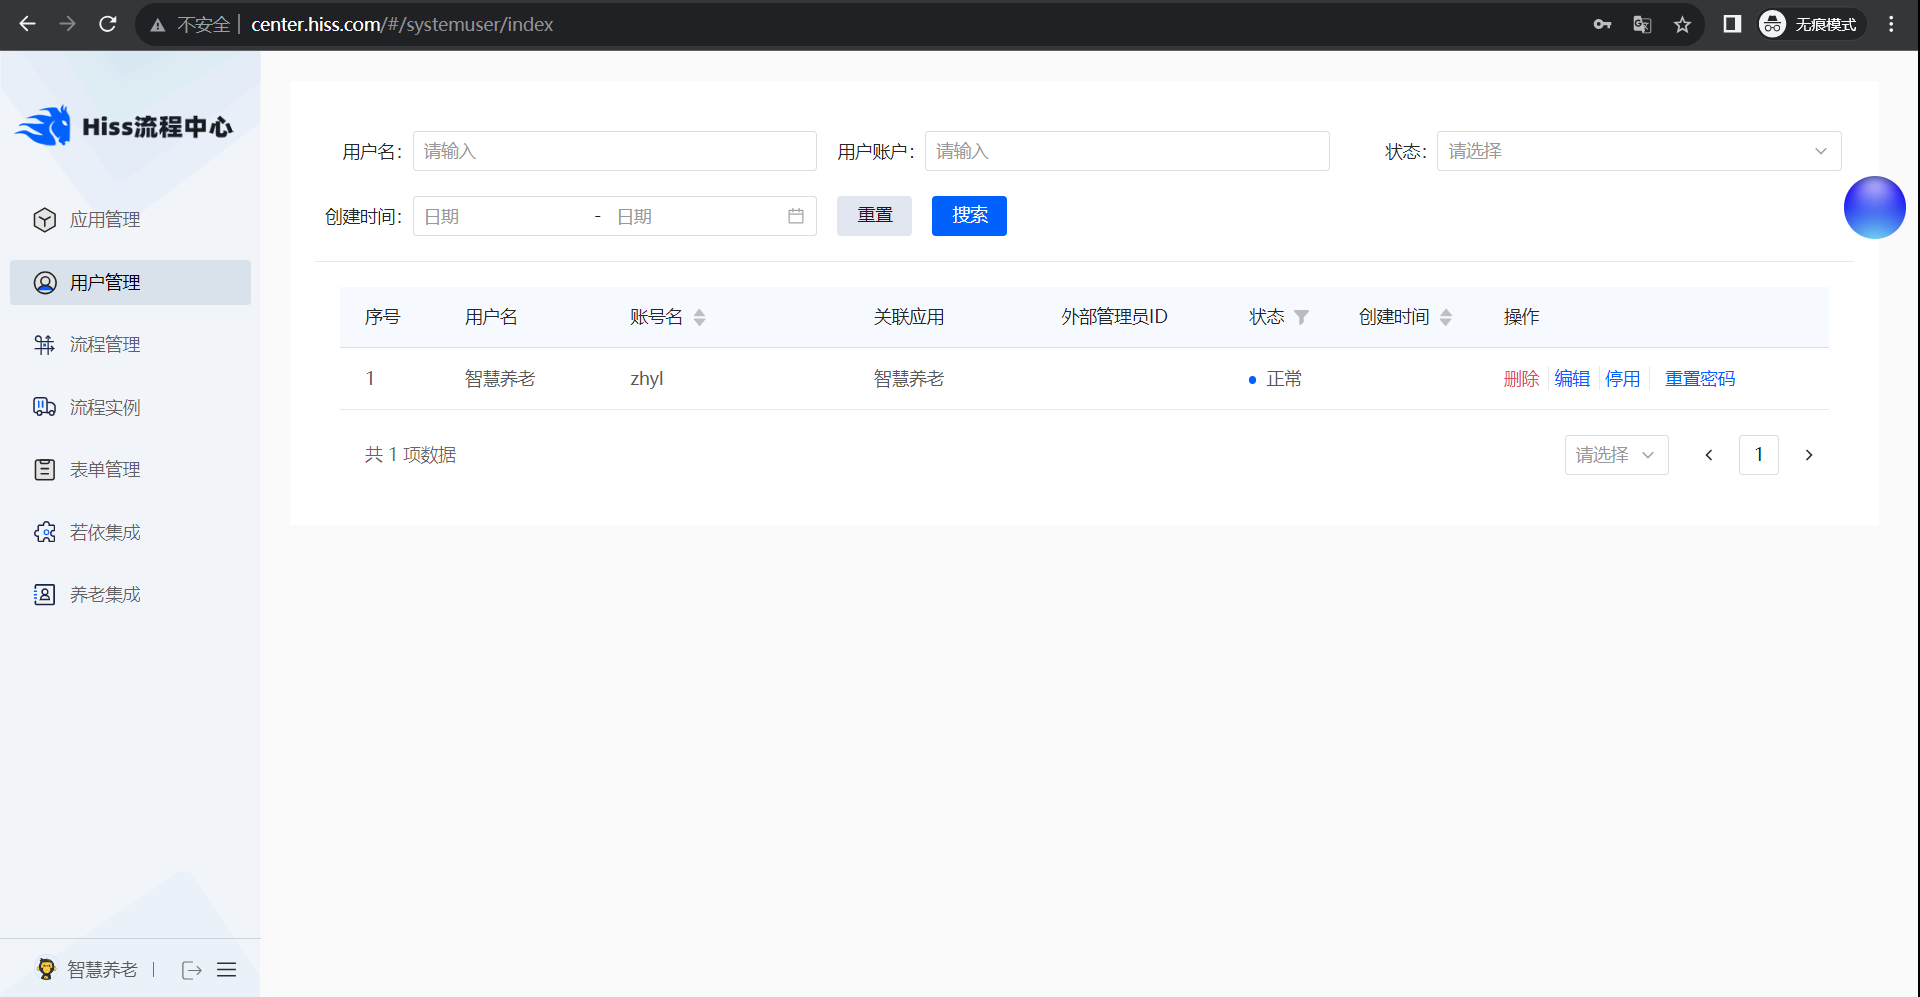 不安全 | center.hiss.com/#/systemuser/index
无痕模式
Hiss流程中心
应用管理
用户管理
流程管理
流程实例
表单管理
若依集成
养老集成
智慧养老
用户名: 请输入 用户账户: 请输入 状态: 请选择
创建时间: 日期 - 日期 重置 搜索
序号 用户名 账号名 关联应用 外部管理员ID 状态 创建时间 操作
1 智慧养老 zhyl 智慧养老 正常 删除 编辑 停用 重置密码
共 1 项数据 请选择 1